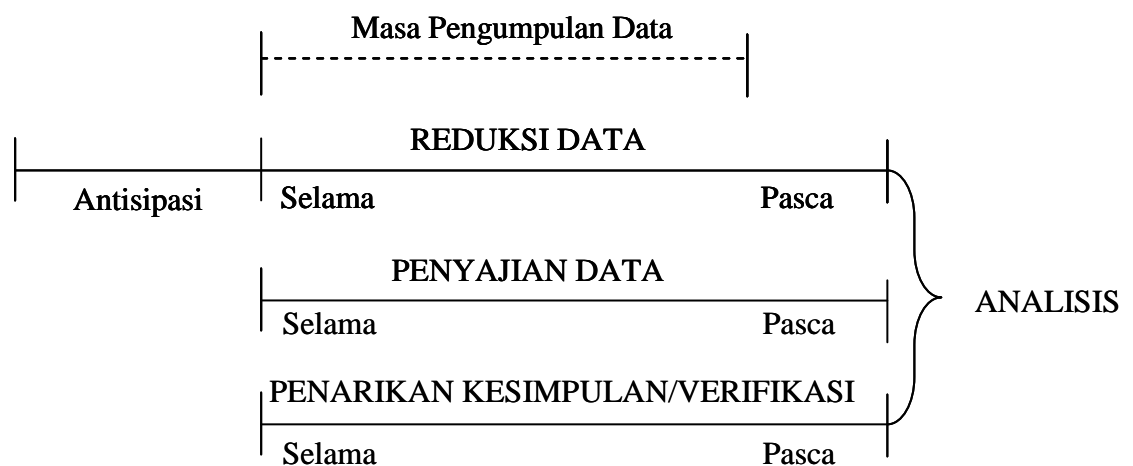 Masa Pengumpulan Data
REDUKSI DATA
Antisipasi Selama Pasca
PENYAJIAN DATA
Selama Pasca
ANALISIS
PENARIKAN KESIMPULAN/VERIFIKASI
Selama Pasca